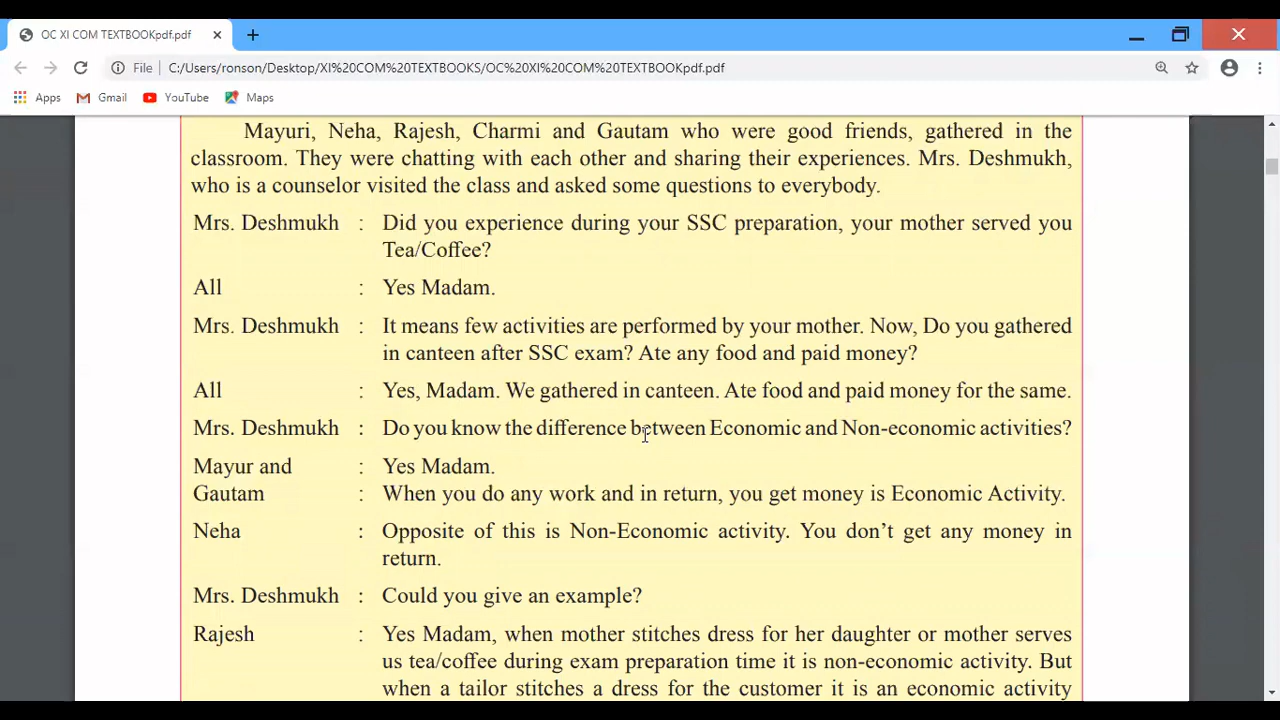 OC XI COM TEXTBOOKpdf.pdf
File C:/Users/ronson/Desktop/XI%20COM%20TEXTBOOKS/OC%20XI%20COM%20TEXTBOOKpdf.pdf
Apps Gmail YouTube Maps
Mayuri, Neha, Rajesh, Charmi and Gautam who were good friends, gathered in the
classroom. They were chatting with each other and sharing their experiences. Mrs. Deshmukh,
who is a counselor visited the class and asked some questions to everybody.
Mrs. Deshmukh : Did you experience during your SSC preparation, your mother served you
Tea/Coffee?
All : Yes Madam.
Mrs. Deshmukh : It means few activities are performed by your mother. Now, Do you gathered
in canteen after SSC exam? Ate any food and paid money?
All : Yes, Madam. We gathered in canteen. Ate food and paid money for the same.
Mrs. Deshmukh : Do you know the difference between Economic and Non-economic activities?
Mayur and : Yes Madam.
Gautam : When you do any work and in return, you get money is Economic Activity.
Neha : Opposite of this is Non-Economic activity. You don’t get any money in
return.
Mrs. Deshmukh : Could you give an example?
Rajesh : Yes Madam, when mother stitches dress for her daughter or mother serves
us tea/coffee during exam preparation time it is non-economic activity. But
when a tailor stitches a dress for the customer it is an economic activity